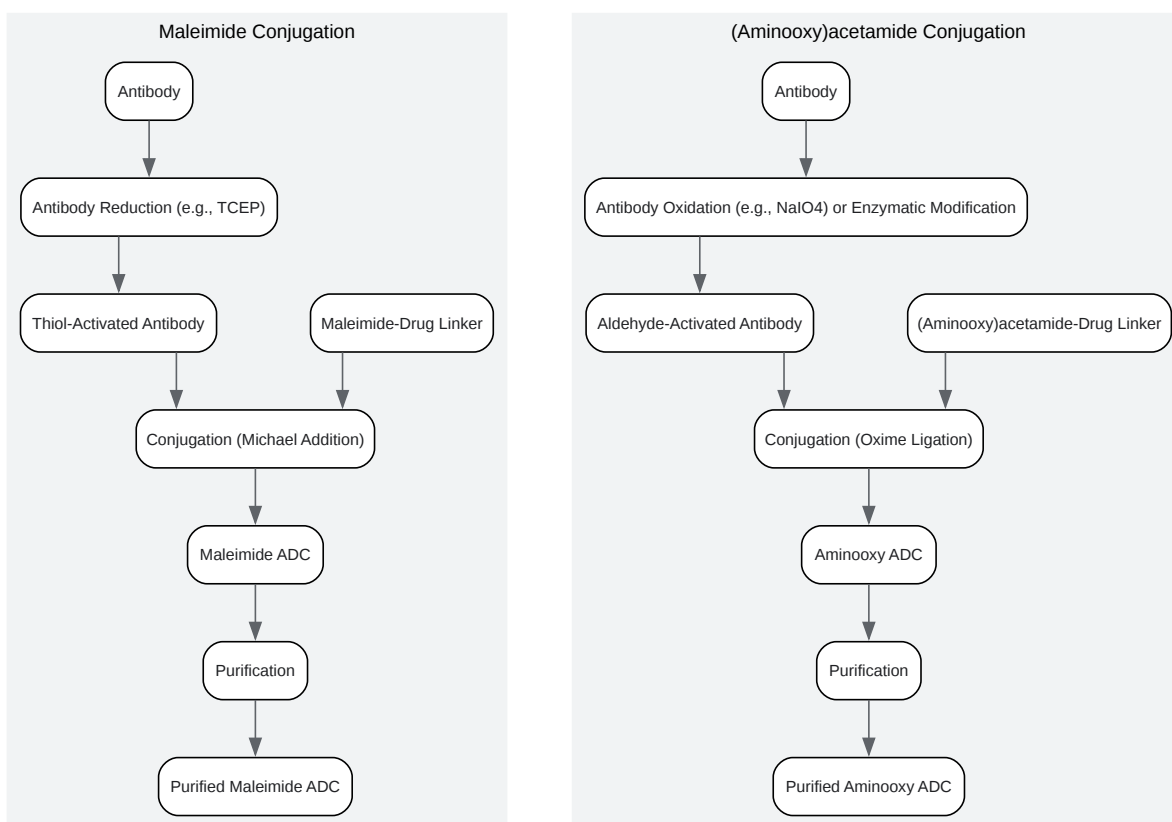 Maleimide Conjugation
Antibody
Antibody Reduction (e.g., TCEP)
Thiol-Activated Antibody
Maleimide-Drug Linker
Conjugation (Michael Addition)
Maleimide ADC
Purification
Purified Maleimide ADC
(Aminooxy)acetamide Conjugation
Antibody
Antibody Oxidation (e.g., NaIO4) or Enzymatic Modification
Aldehyde-Activated Antibody
(Aminooxy)acetamide-Drug Linker
Conjugation (Oxime Ligation)
Aminooxy ADC
Purification
Purified Aminooxy ADC